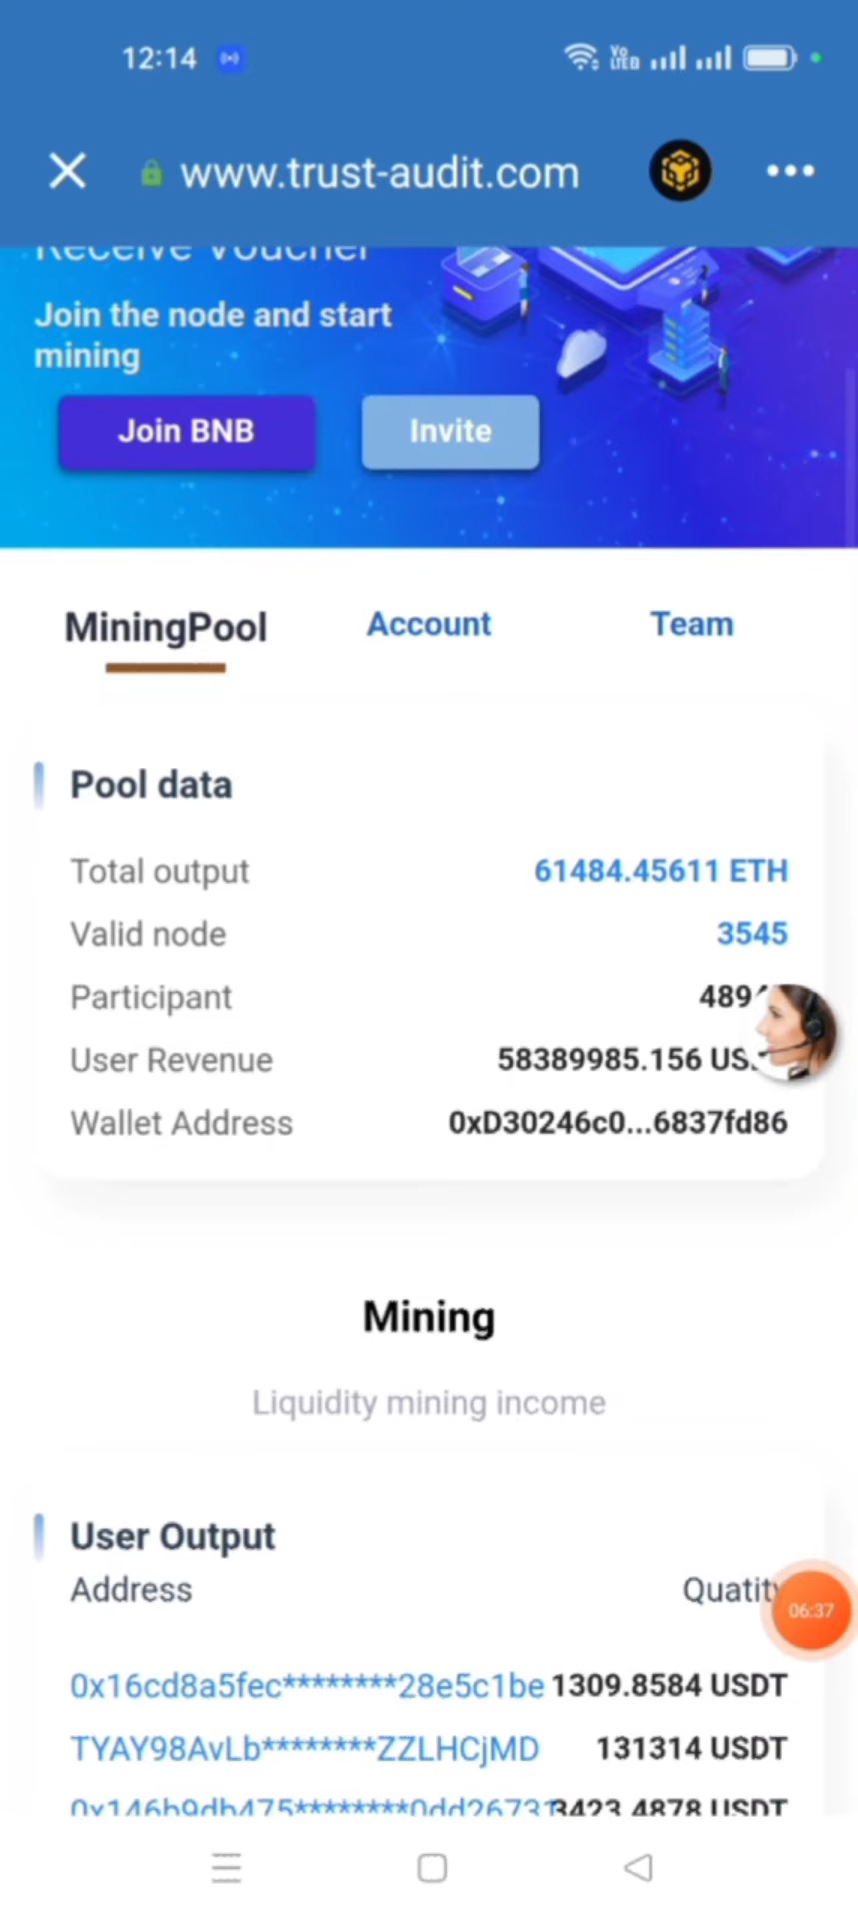 12:14
Vo
LTE
www.trust-audit.com
Receive Voucher
Join the node and start
mining
Join BNB
Invite
MiningPool
Account
Team
Pool data
Total output
61484.45611 ETH
Valid node
3545
Participant
489
User Revenue
58389985.156 US
Wallet Address
0xD30246c0...6837fd86
Mining
Liquidity mining income
User Output
Address
Quatity
06:37
0x16cd8a5fec********28e5c1be
1309.8584 USDT
TYAY98AvLb********ZZLHCjMD
131314 USDT
0x146b9db475********0dd2673
3423.4878 USDT